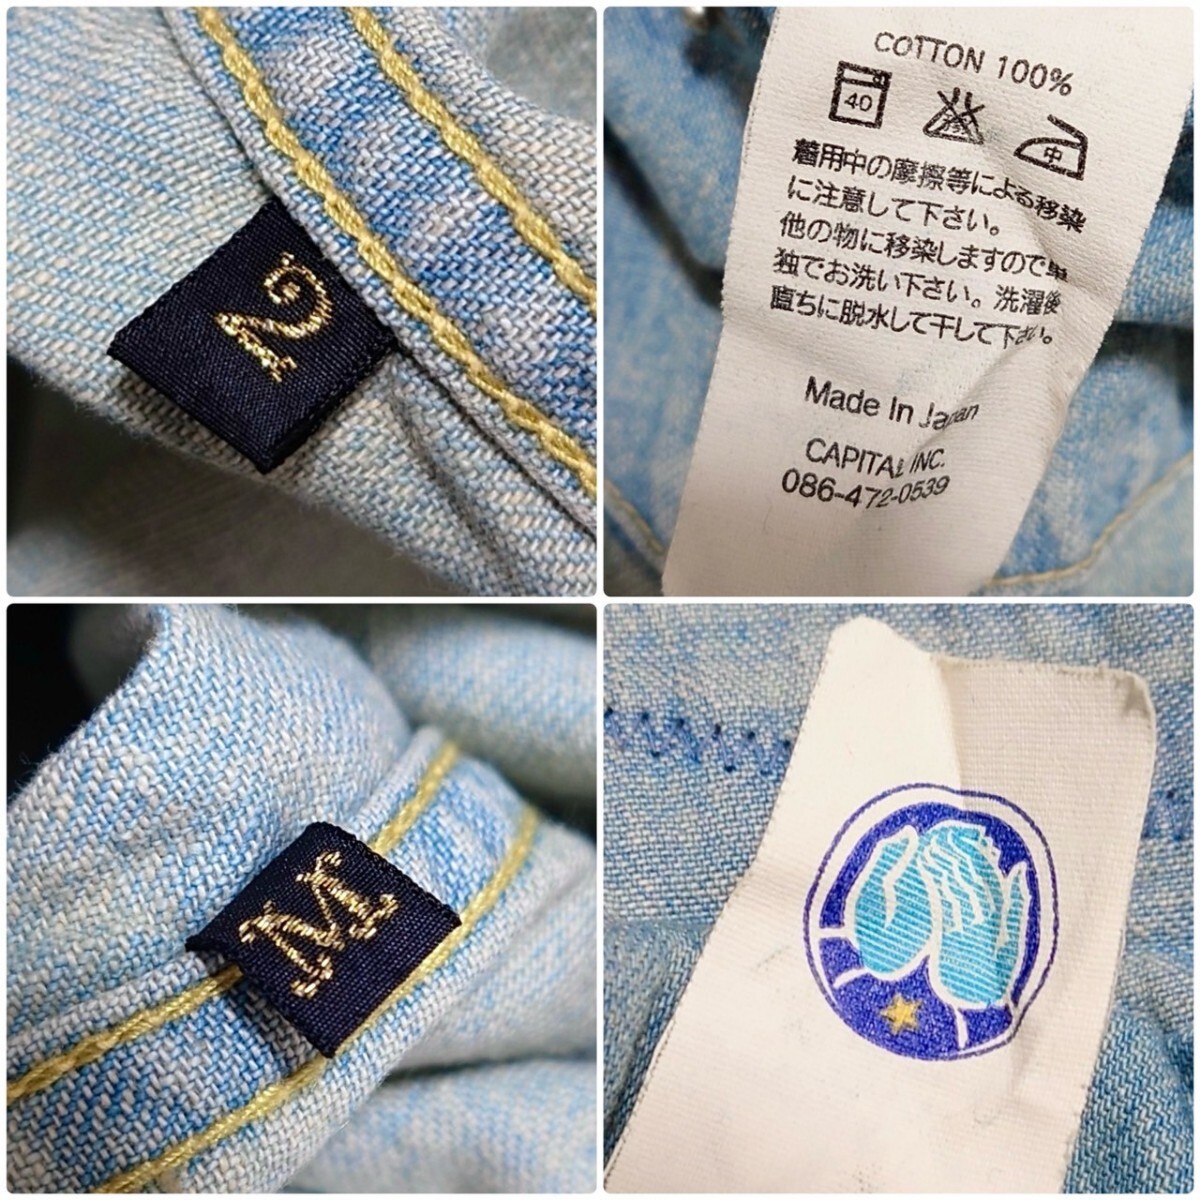 2
COTTON 100%
40
中
着用中の摩擦等による移染
に注意して下さい。
他の物に移染しますので単
独でお洗い下さい。洗濯後
直ちに脱水して干して下さい。
Made In Japan
CAPITAL INC.
086-472-0539
M